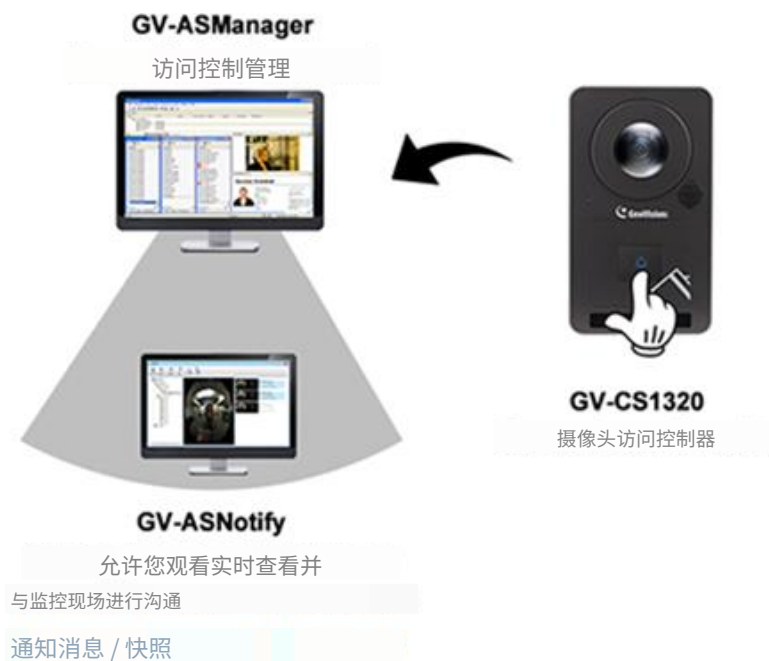 GV-ASManager
访问控制管理
GeoVision
GV-CS1320
摄像头访问控制器
GV-ASNotify
允许您观看实时查看并
与监控现场进行沟通
通知消息 / 快照